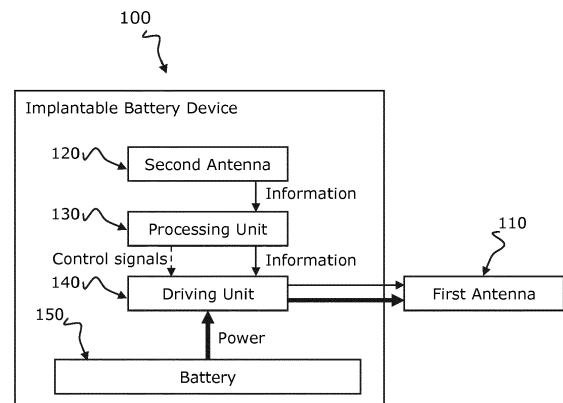 100
Implantable Battery Device
120
Second Antenna
Information
130
Processing Unit
110
Control signals
Information
140
Driving Unit
First Antenna
150
Power
Battery